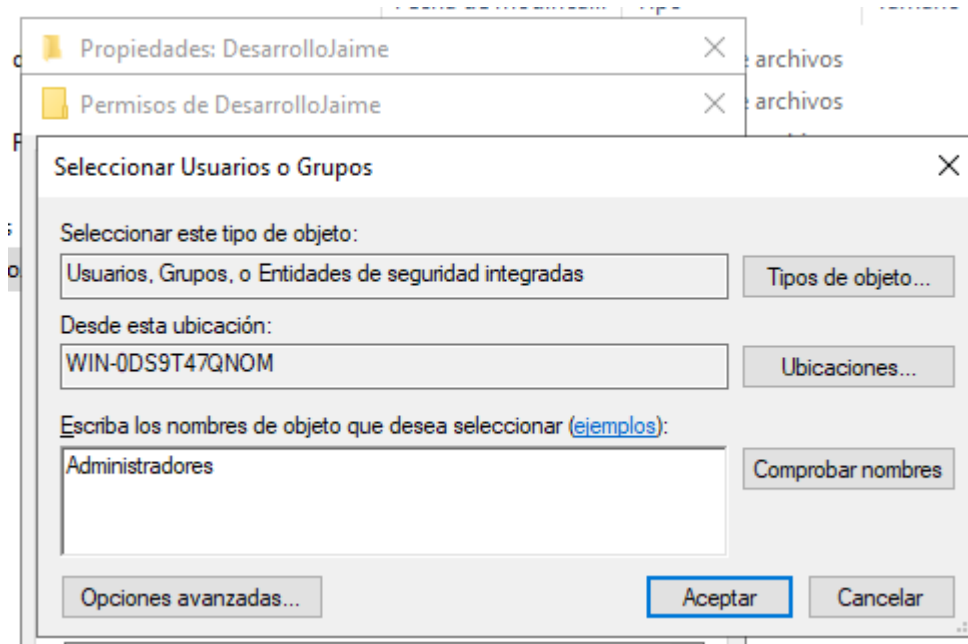 Propiedades: DesarrolloJaime
archivos
Permisos de DesarrolloJaime
archivos
Seleccionar Usuarios o Grupos
Seleccionar este tipo de objeto:
Usuarios, Grupos, o Entidades de seguridad integradas
Tipos de objeto...
Desde esta ubicación:
WIN-0DS9T47QNOM
Ubicaciones...
Escriba los nombres de objeto que desea seleccionar (ejemplos):
Administradores
Comprobar nombres
Opciones avanzadas...
Aceptar
Cancelar